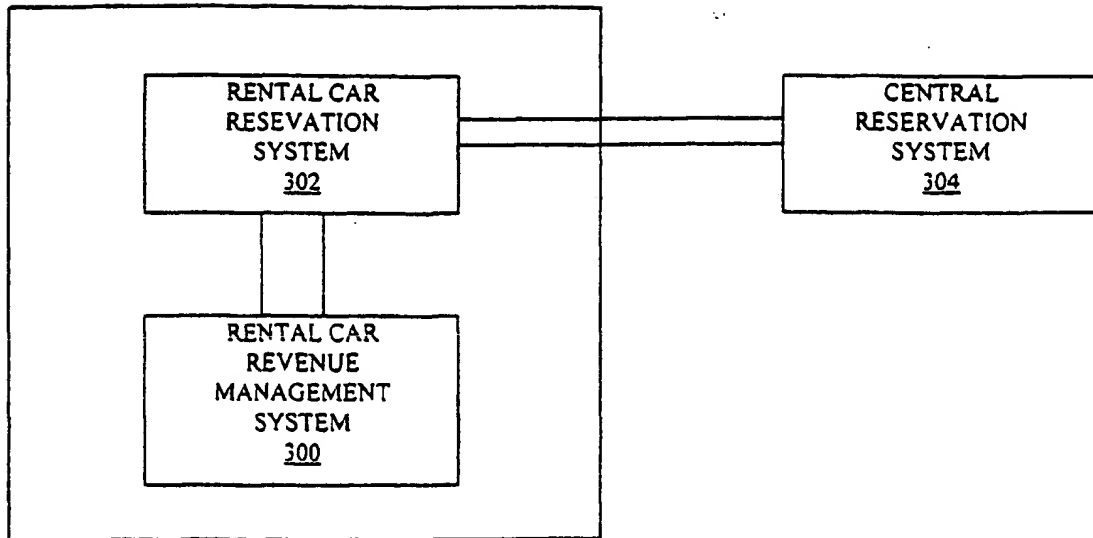 RENTAL CAR
RESEVATION
SYSTEM
302
CENTRAL
RESERVATION
SYSTEM
304
RENTAL CAR
REVENUE
MANAGEMENT
SYSTEM
300